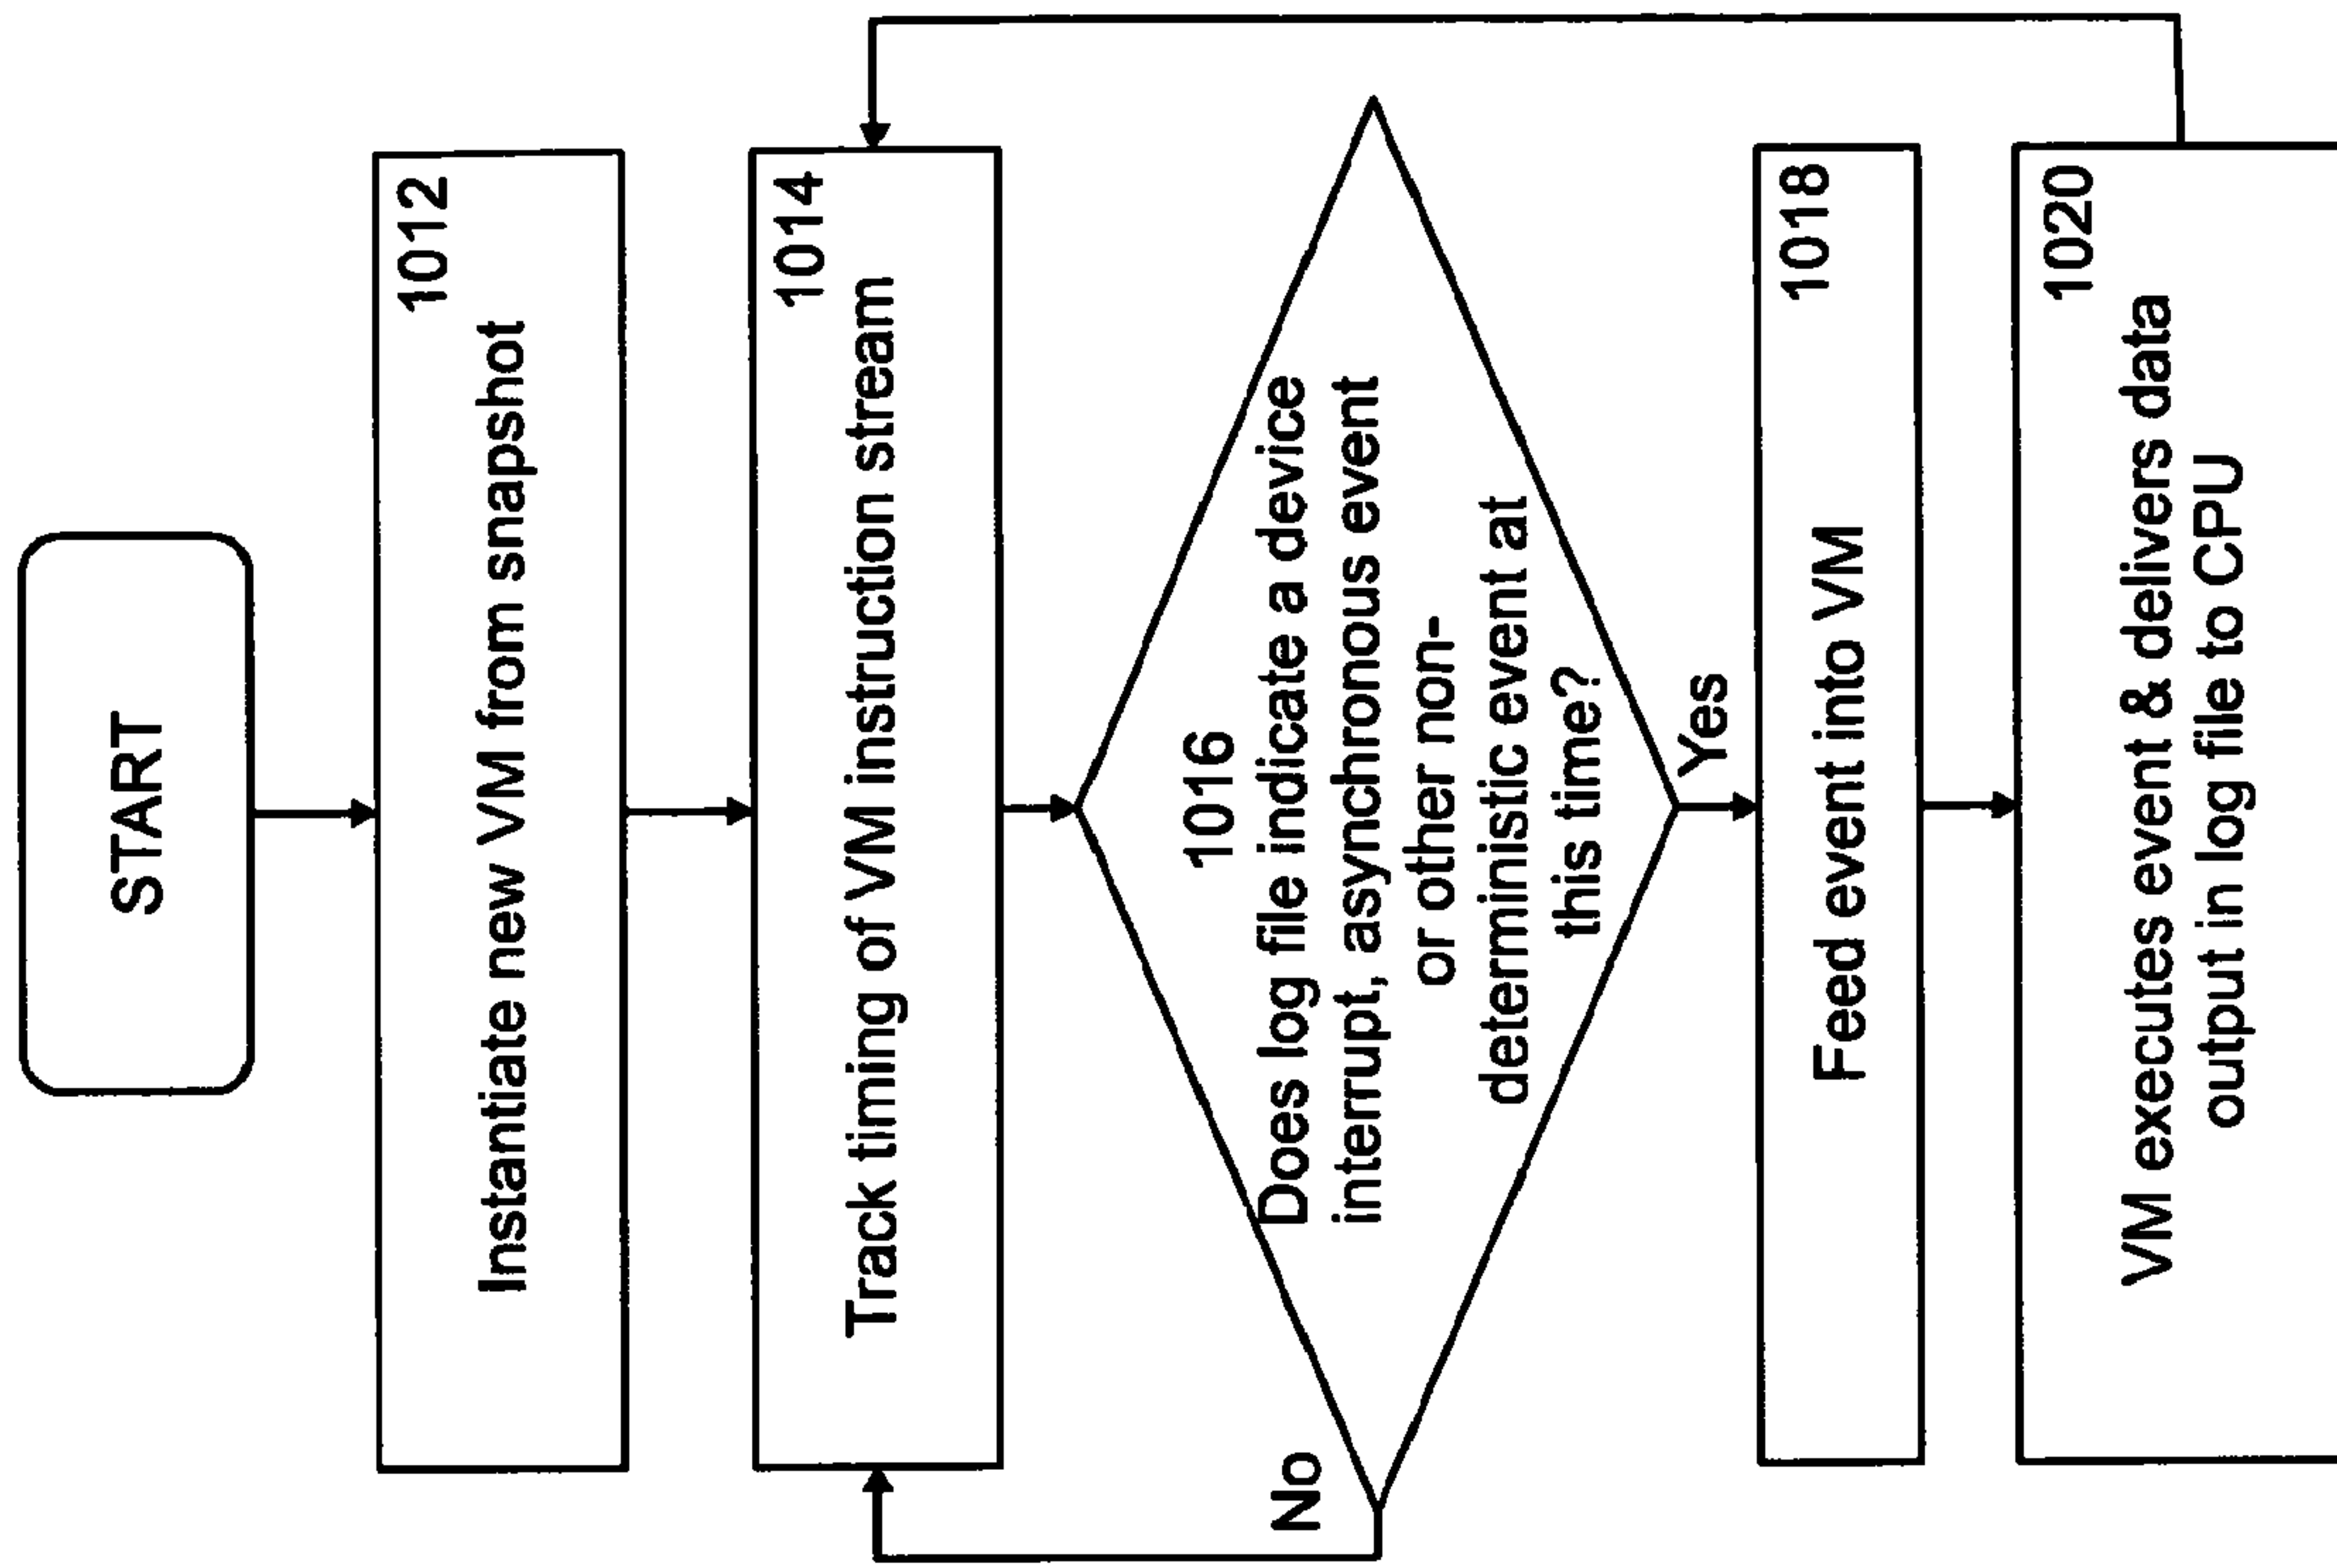 START
1012
Instantiate new VM from snapshot
1014
Track timing of VM instruction stream
1016
Does log file indicate a device
interrupt, asynchronous event
or other non-
deterministic event at
this time?
No
Yes
1018
Feed event into VM
1020
VM executes event & delivers data
output in log file to CPU